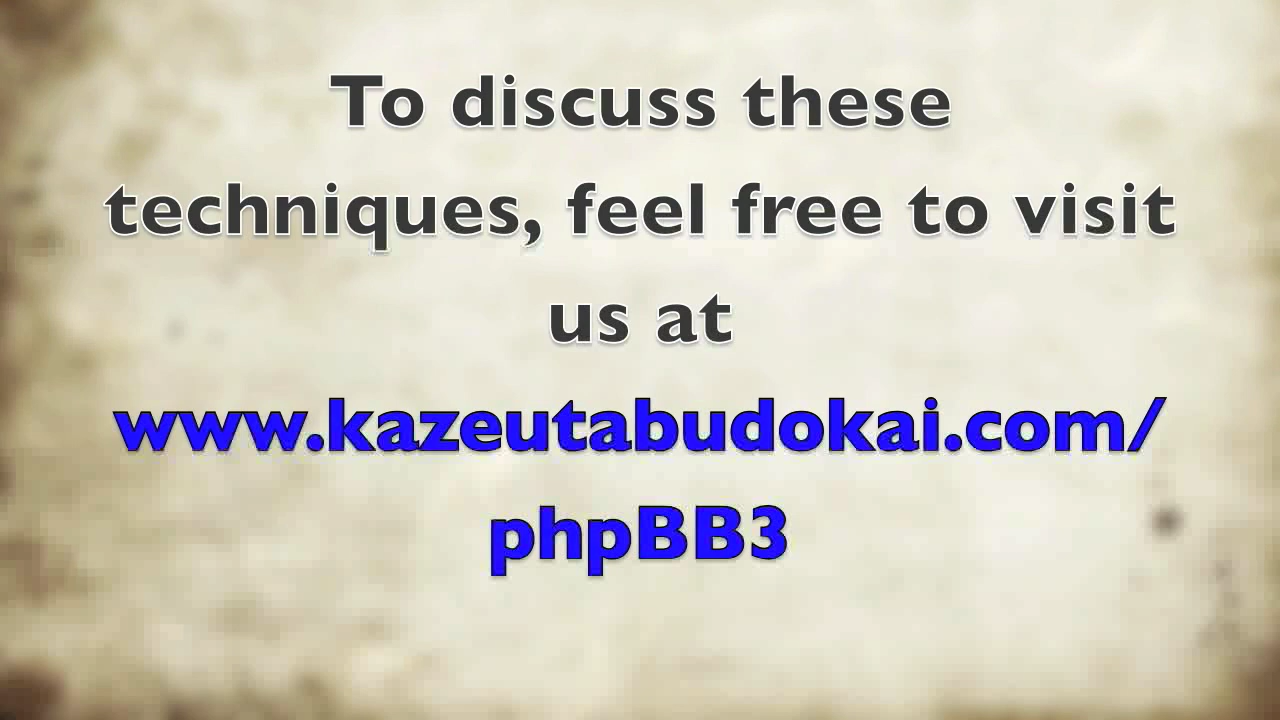 To discuss these
techniques, feel free to visit
us at
www.kazeutabudokai.com/
phpBB3